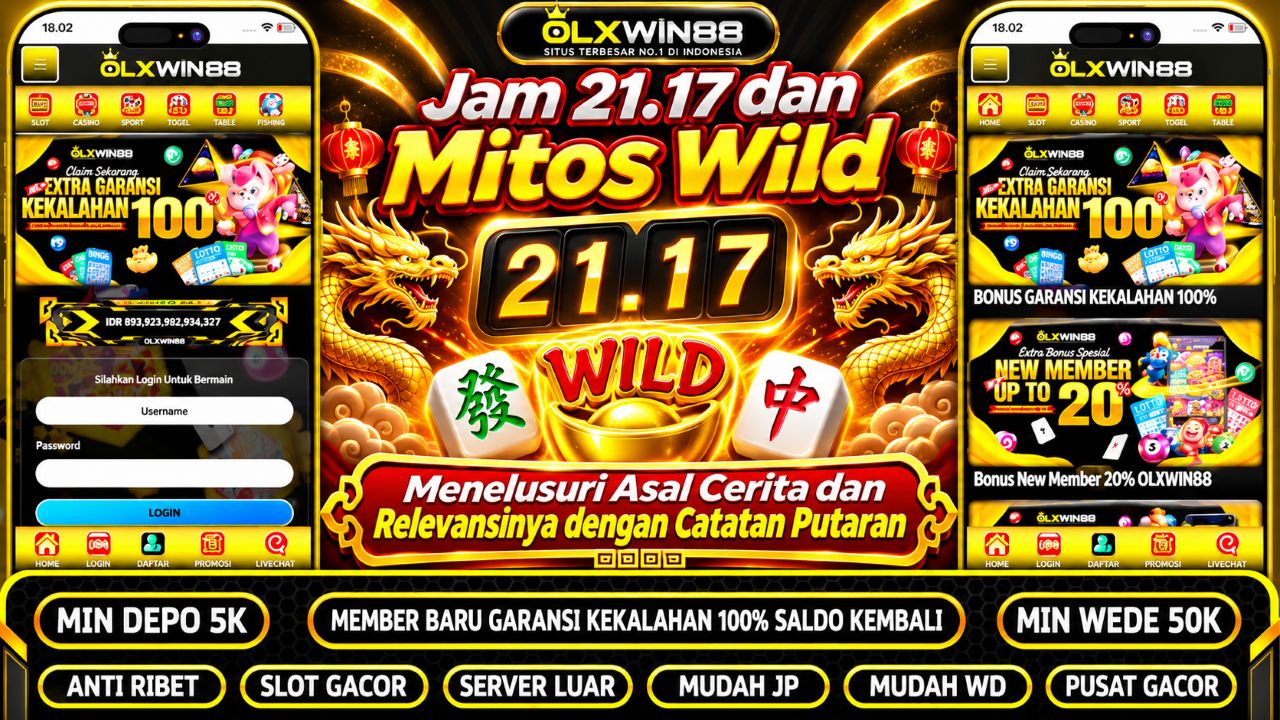 OLXWIN88
SITUS TERBESAR NO.1 DI INDONESIA
Jam 21.17 dan
Mitos Wild
21.17
WILD
發
中
Menelusuri Asal Cerita dan
Relevansinya dengan Catatan Putaran
18.02
OLXWIN88
SLOT CASINO SPORT TOGEL TABLE FISHING
OLXWIN88
Claim Sekarang
EXTRA GARANSI
KEKALAHAN 100%
BINGO
LOTTO
IDR 893,923,982,934,327
OLXWIN88
Silahkan Login Untuk Bermain
Username
Password
LOGIN
HOME LOGIN DAFTAR PROMOSI LIVECHAT
18.02
OLXWIN88
HOME SLOT CASINO SPORT TOGEL TABLE
OLXWIN88
Claim Sekarang
EXTRA GARANSI
KEKALAHAN 100%
BINGO
LOTTO
BONUS GARANSI KEKALAHAN 100%
OLXWIN88
Extra Bonus Spesial
NEW MEMBER
UP TO 20%
LOTTO
LOTTO
Bonus New Member 20% OLXWIN88
OLXWIN88
HOME LOGIN DAFTAR PROMOSI LIVECHAT
MIN DEPO 5K
MEMBER BARU GARANSI KEKALAHAN 100% SALDO KEMBALI
MIN WEDE 50K
ANTI RIBET
SLOT GACOR
SERVER LUAR
MUDAH JP
MUDAH WD
PUSAT GACOR